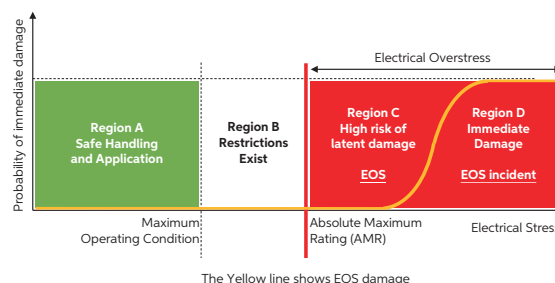 Electrical Overstress
Probability of immediate damage
Region A
Safe Handling
and Application
Region B
Restrictions
Exist
Region C
High risk of
latent damage
EOS
Region D
Immediate
Damage
EOS incident
Maximum
Operating Condition
Absolute Maximum
Rating (AMR)
Electrical Stress
The Yellow line shows EOS damage